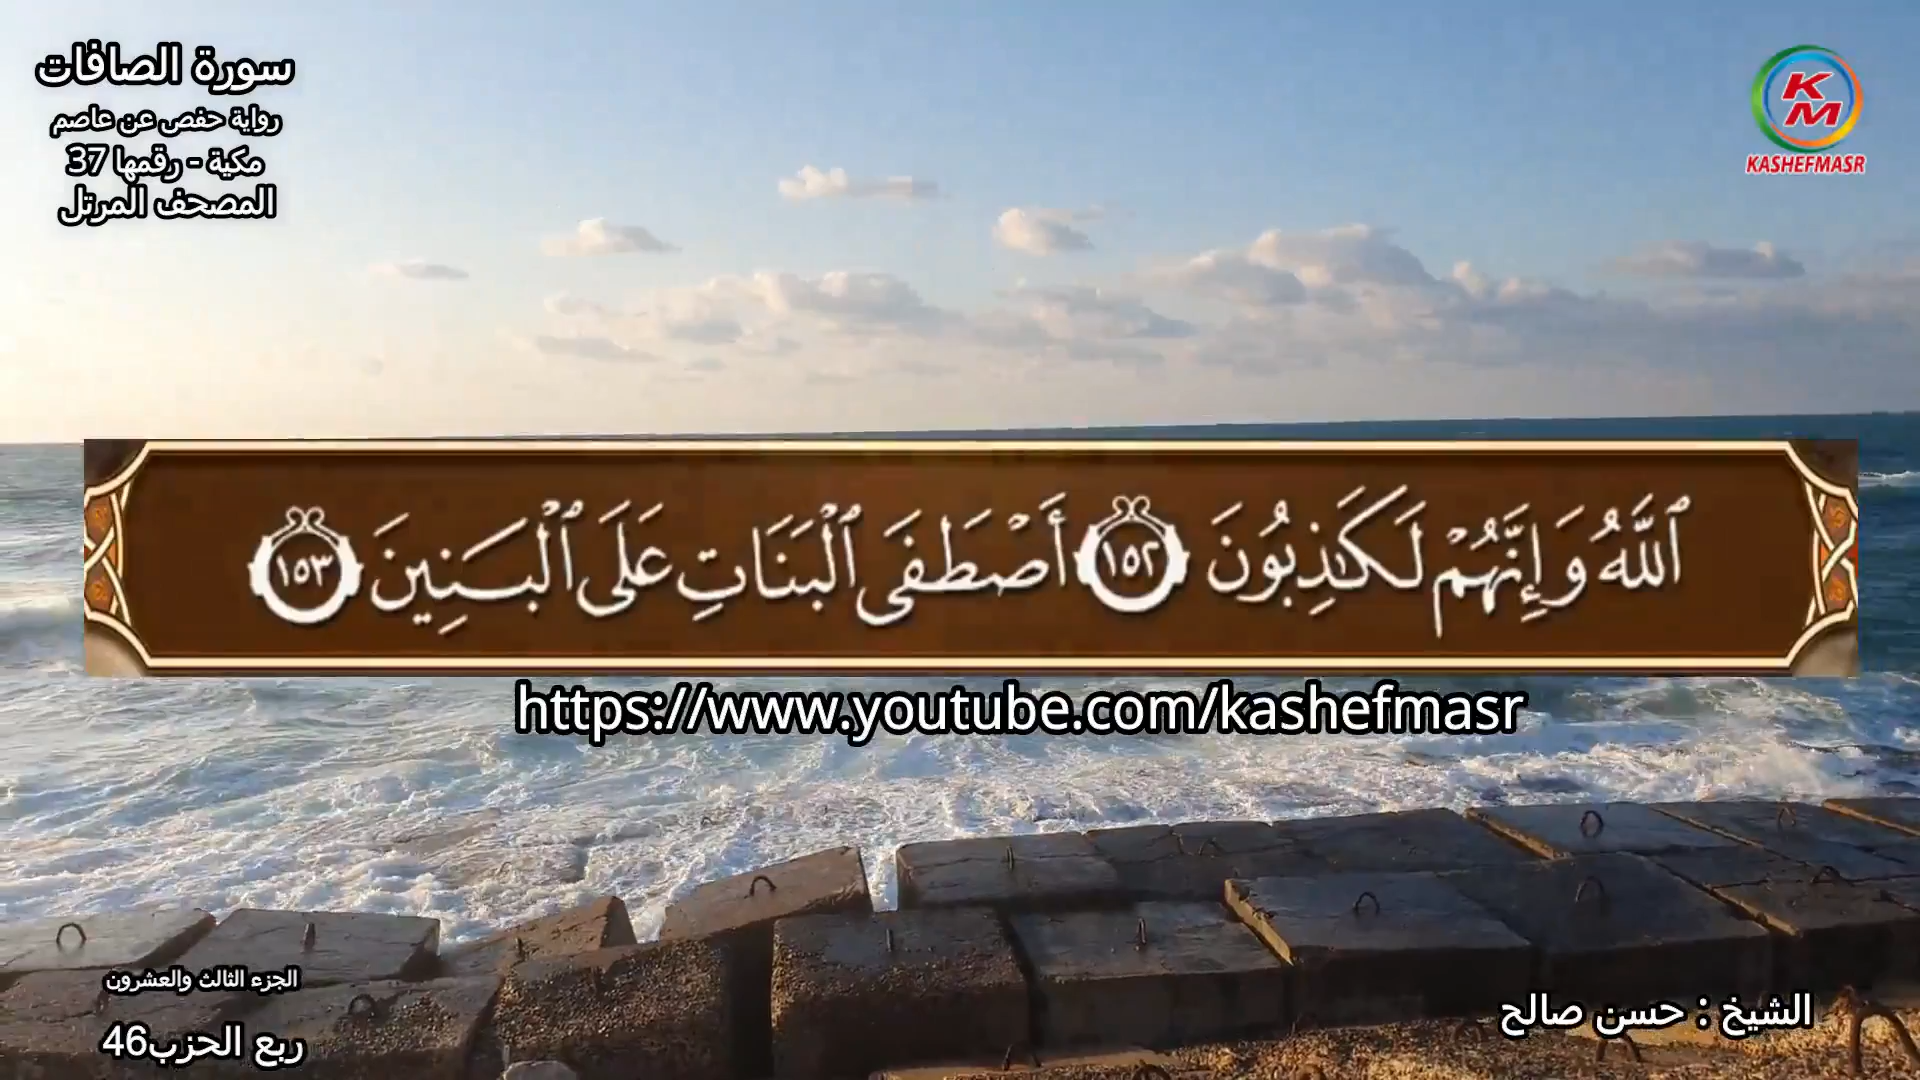 سورة الصافات
رواية حفص عن عاصم
مكية - رقمها 37
المصحف المرتل
KM
KASHEFMASR
ٱللَّهُ وَإِنَّهُمْ لَكَٰذِبُونَ ١٥٢ أَصْطَفَى ٱلْبَنَاتِ عَلَى ٱلْبَنِينَ ١٥٣
https://www.youtube.com/kashefmasr
الجزء الثالث والعشرون
ربع الحزب46
الشيخ : حسن صالح